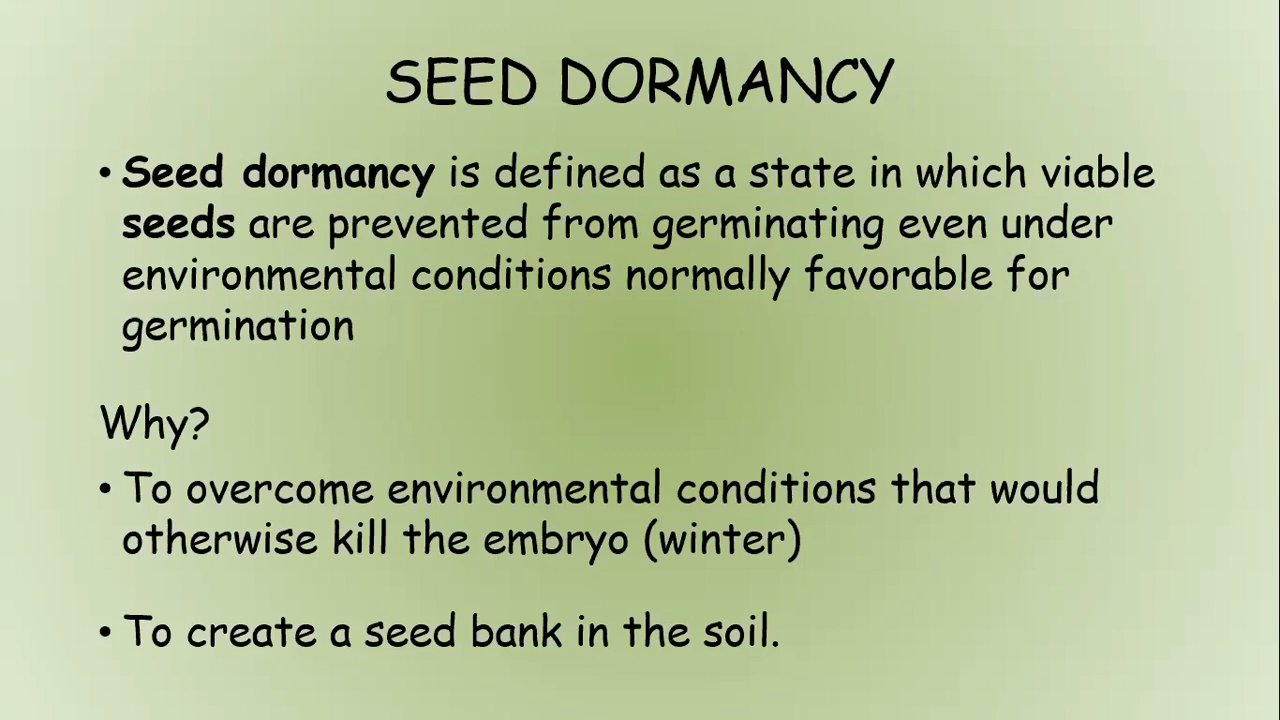 SEED DORMANCY
• Seed dormancy is defined as a state in which viable
seeds are prevented from germinating even under
environmental conditions normally favorable for
germination
Why?
• To overcome environmental conditions that would
otherwise kill the embryo (winter)
• To create a seed bank in the soil.